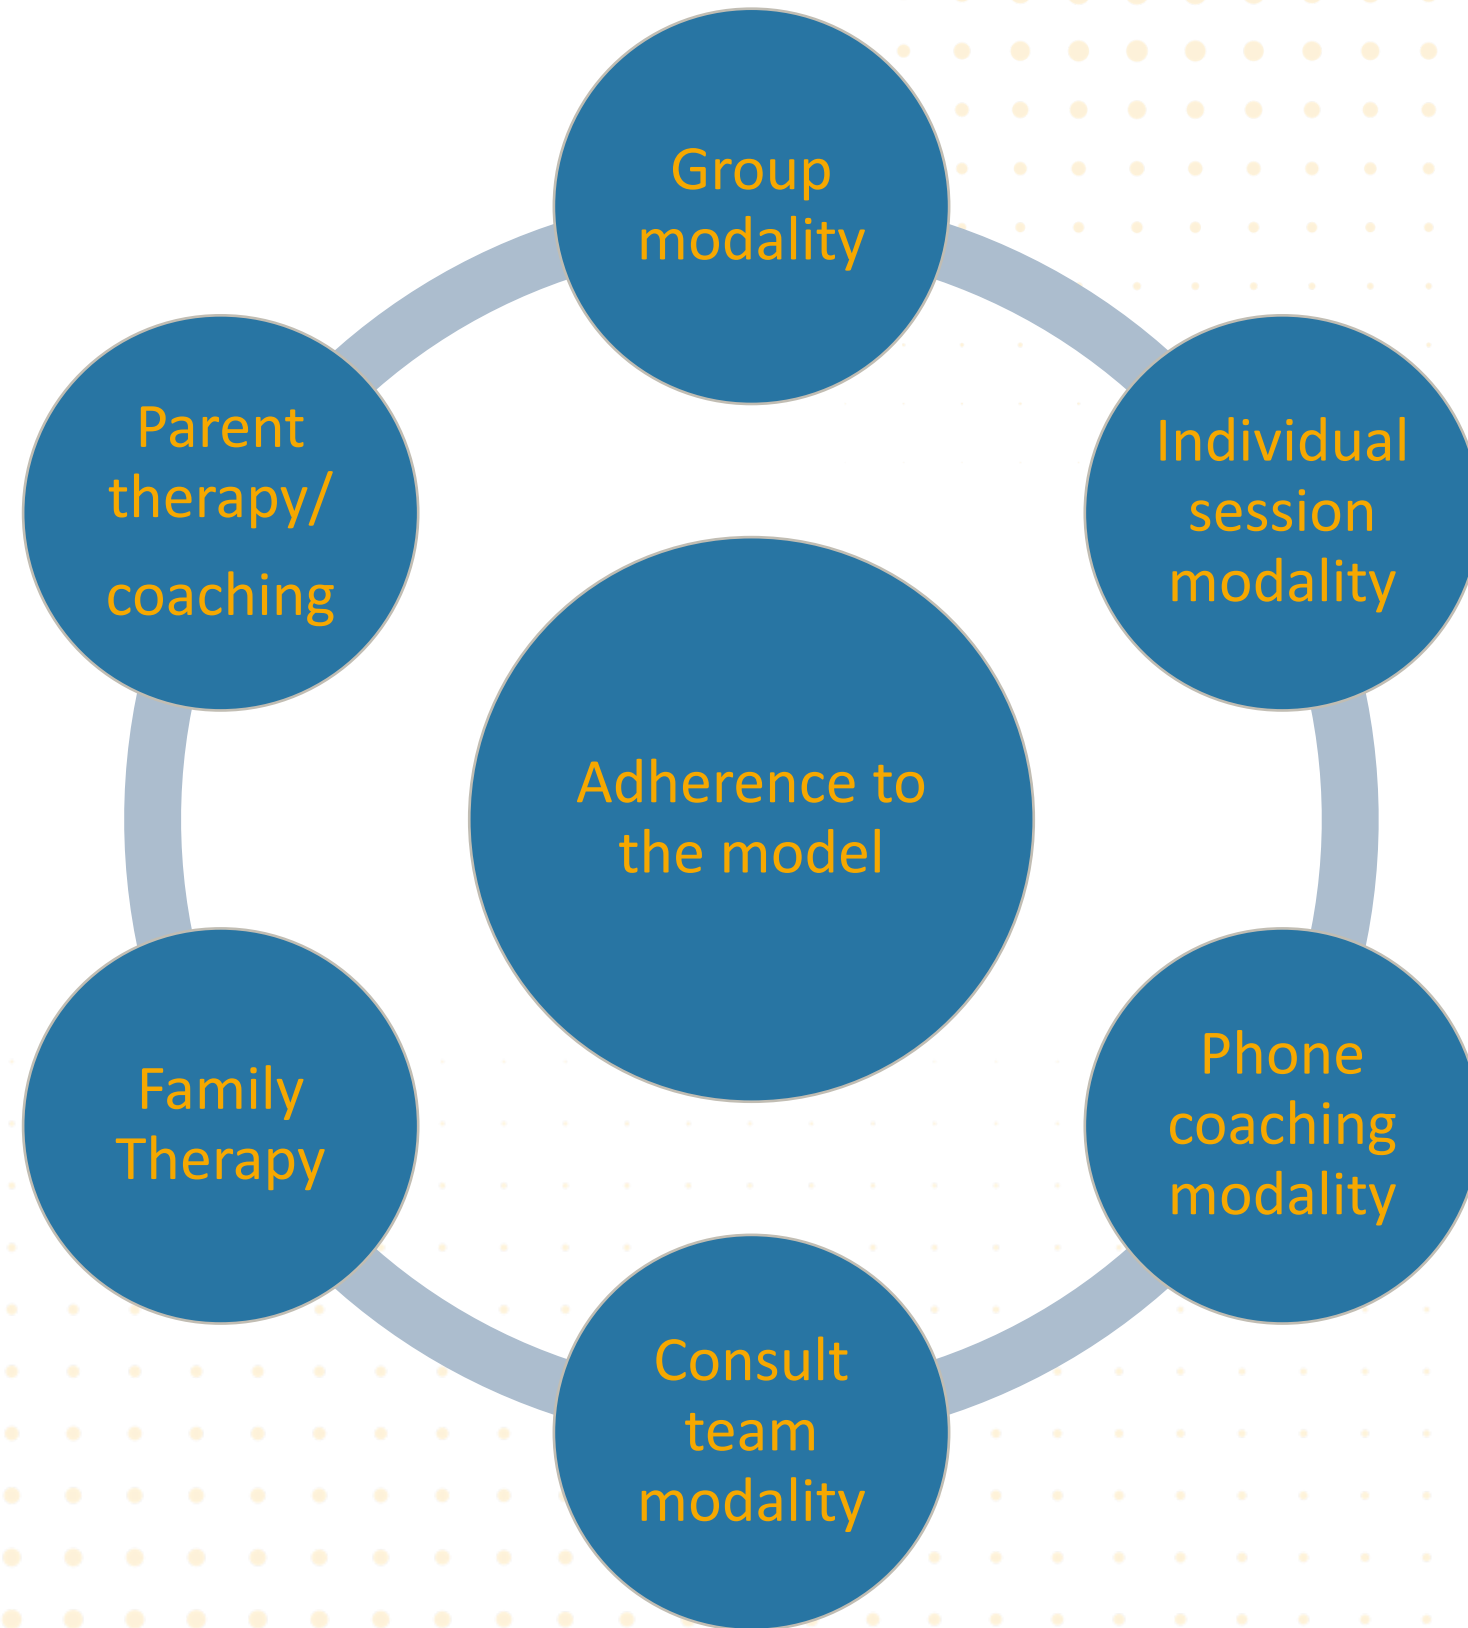 Group
modality
Individual
session
modality
Phone
coaching
modality
Consult
team
modality
Family
Therapy
Parent
therapy/
coaching
Adherence to
the model